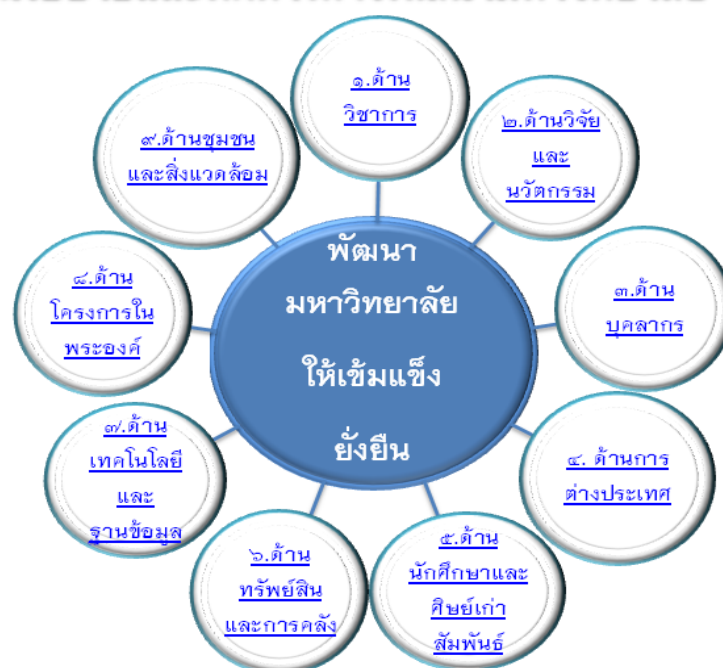 ๑.ด้าน
วิชาการ
๒.ด้านวิจัย
และ
นวัตกรรม
๓.ด้าน
บุคลากร
๔. ด้านการ
ต่างประเทศ
๕.ด้าน
นักศึกษาและ
ศิษย์เก่า
สัมพันธ์
๖.ด้าน
ทรัพย์สิน
และการคลัง
๗.ด้าน
เทคโนโลยี
และ
ฐานข้อมูล
๘.ด้าน
โครงการใน
พระองค์
๙.ด้านชุมชน
และสิ่งแวดล้อม
พัฒนา
มหาวิทยาลัย
ให้เข้มแข็ง
ยั่งยืน